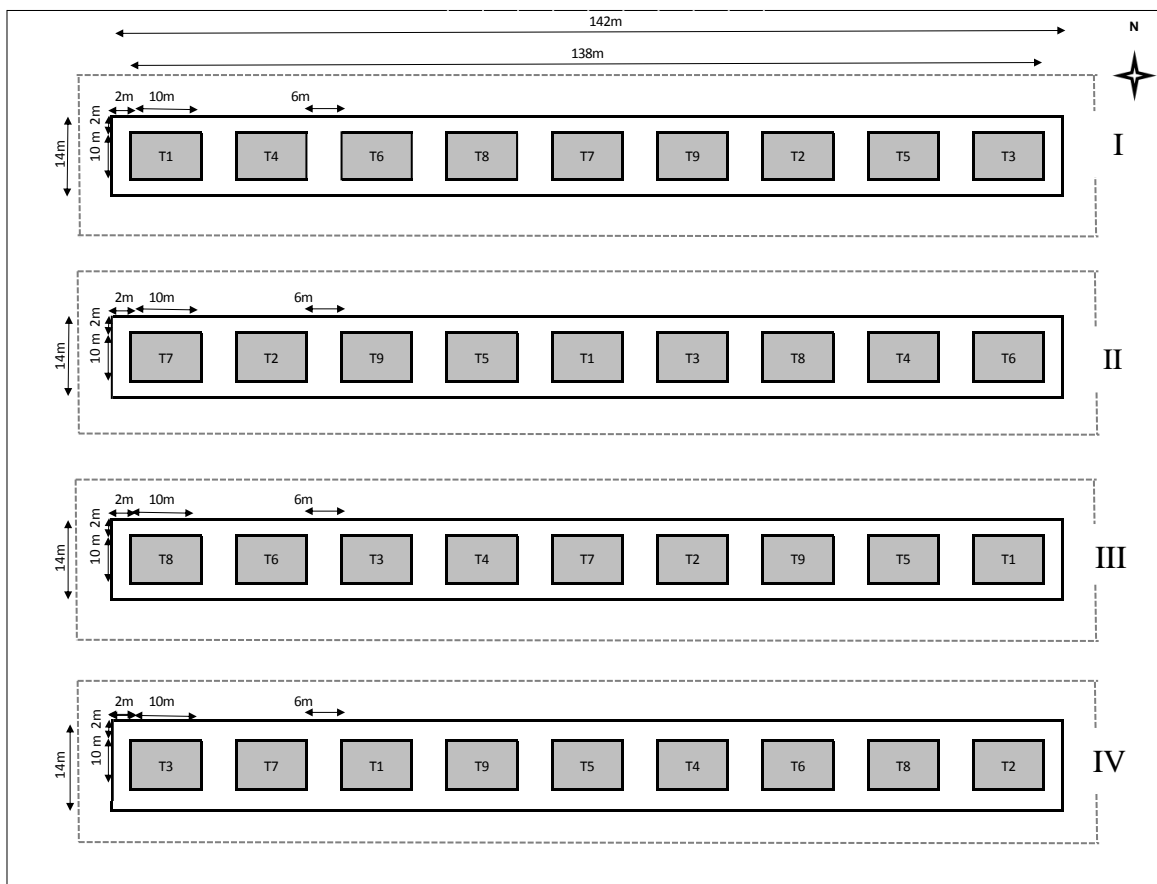 142m
N
138m
2m 10m 6m
2m
14m
10 m
T1 T4 T6 T8 T7 T9 T2 T5 T3
I
2m 10m 6m
2m
14m
10 m
T7 T2 T9 T5 T1 T3 T8 T4 T6
II
2m 10m 6m
2m
14m
10 m
T8 T6 T3 T4 T7 T2 T9 T5 T1
III
2m 10m 6m
2m
14m
10 m
T3 T7 T1 T9 T5 T4 T6 T8 T2
IV